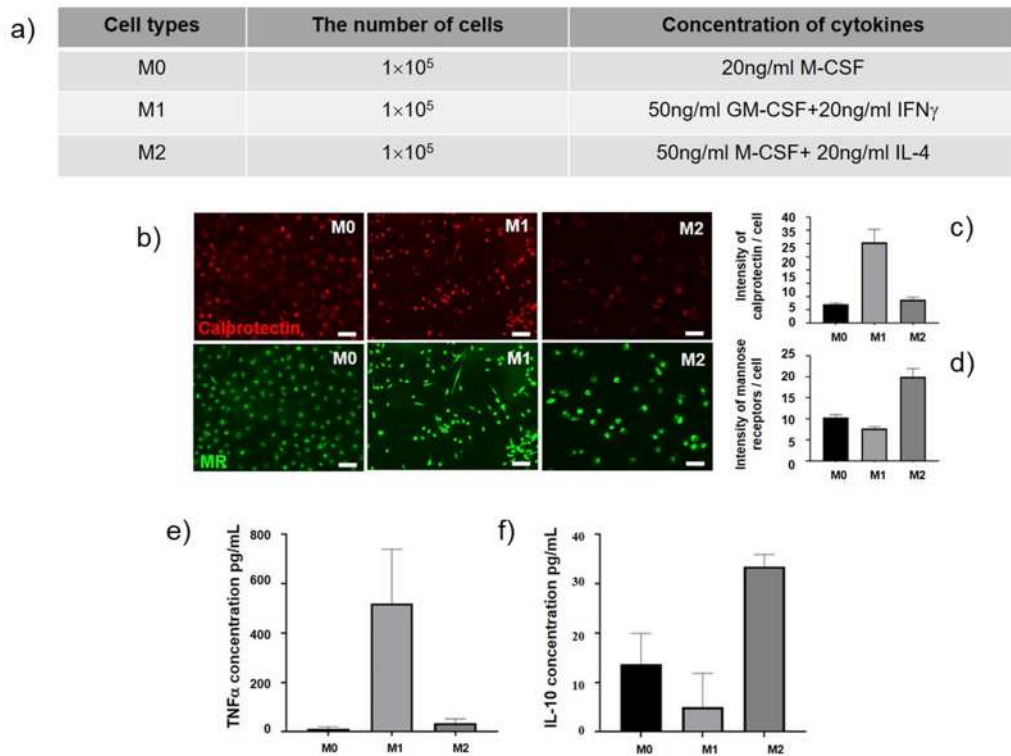 a)
Cell types The number of cells Concentration of cytokines
M0 1×10⁵ 20ng/ml M-CSF
M1 1×10⁵ 50ng/ml GM-CSF+20ng/ml IFNγ
M2 1×10⁵ 50ng/ml M-CSF+ 20ng/ml IL-4
b)
M0 M1 M2
Calprotectin
M0 M1 M2
MR
c)
Intensity of
calprotectin / cell
40
35
25
20
15
10
5
0
M0 M1 M2
d)
Intensity of mannose
receptors / cell
25
20
15
10
5
0
M0 M1 M2
e)
TNFα concentration pg/mL
800
600
400
200
0
M0 M1 M2
f)
IL-10 concentration pg/mL
40
30
20
10
0
M0 M1 M2